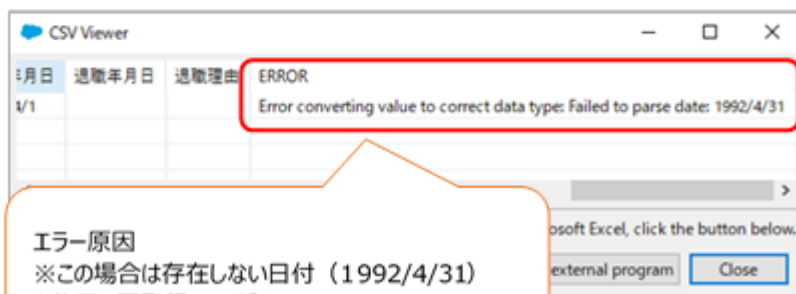 CSV Viewer
年月日 退職年月日 退職理由 ERROR
4/1 Error converting value to correct data type: Failed to parse date: 1992/4/31
エラー原因
※この場合は存在しない日付（1992/4/31）
osoft Excel, click the button below.
external program Close